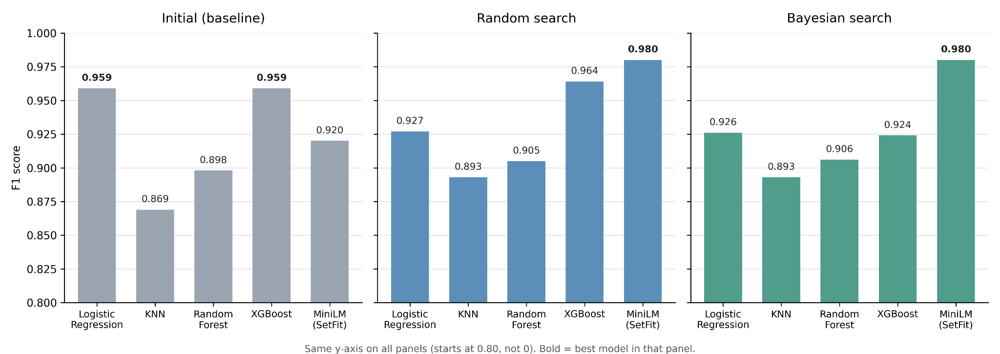 Initial (baseline)
Random search
Bayesian search
F1 score
1.000
0.975
0.950
0.925
0.900
0.875
0.850
0.825
0.800
0.959
0.869
0.898
0.959
0.920
Logistic
Regression
KNN
Random
Forest
XGBoost
MiniLM
(SetFit)
0.927
0.893
0.905
0.964
0.980
Logistic
Regression
KNN
Random
Forest
XGBoost
MiniLM
(SetFit)
0.926
0.893
0.906
0.924
0.980
Logistic
Regression
KNN
Random
Forest
XGBoost
MiniLM
(SetFit)
Same y-axis on all panels (starts at 0.80, not 0). Bold = best model in that panel.